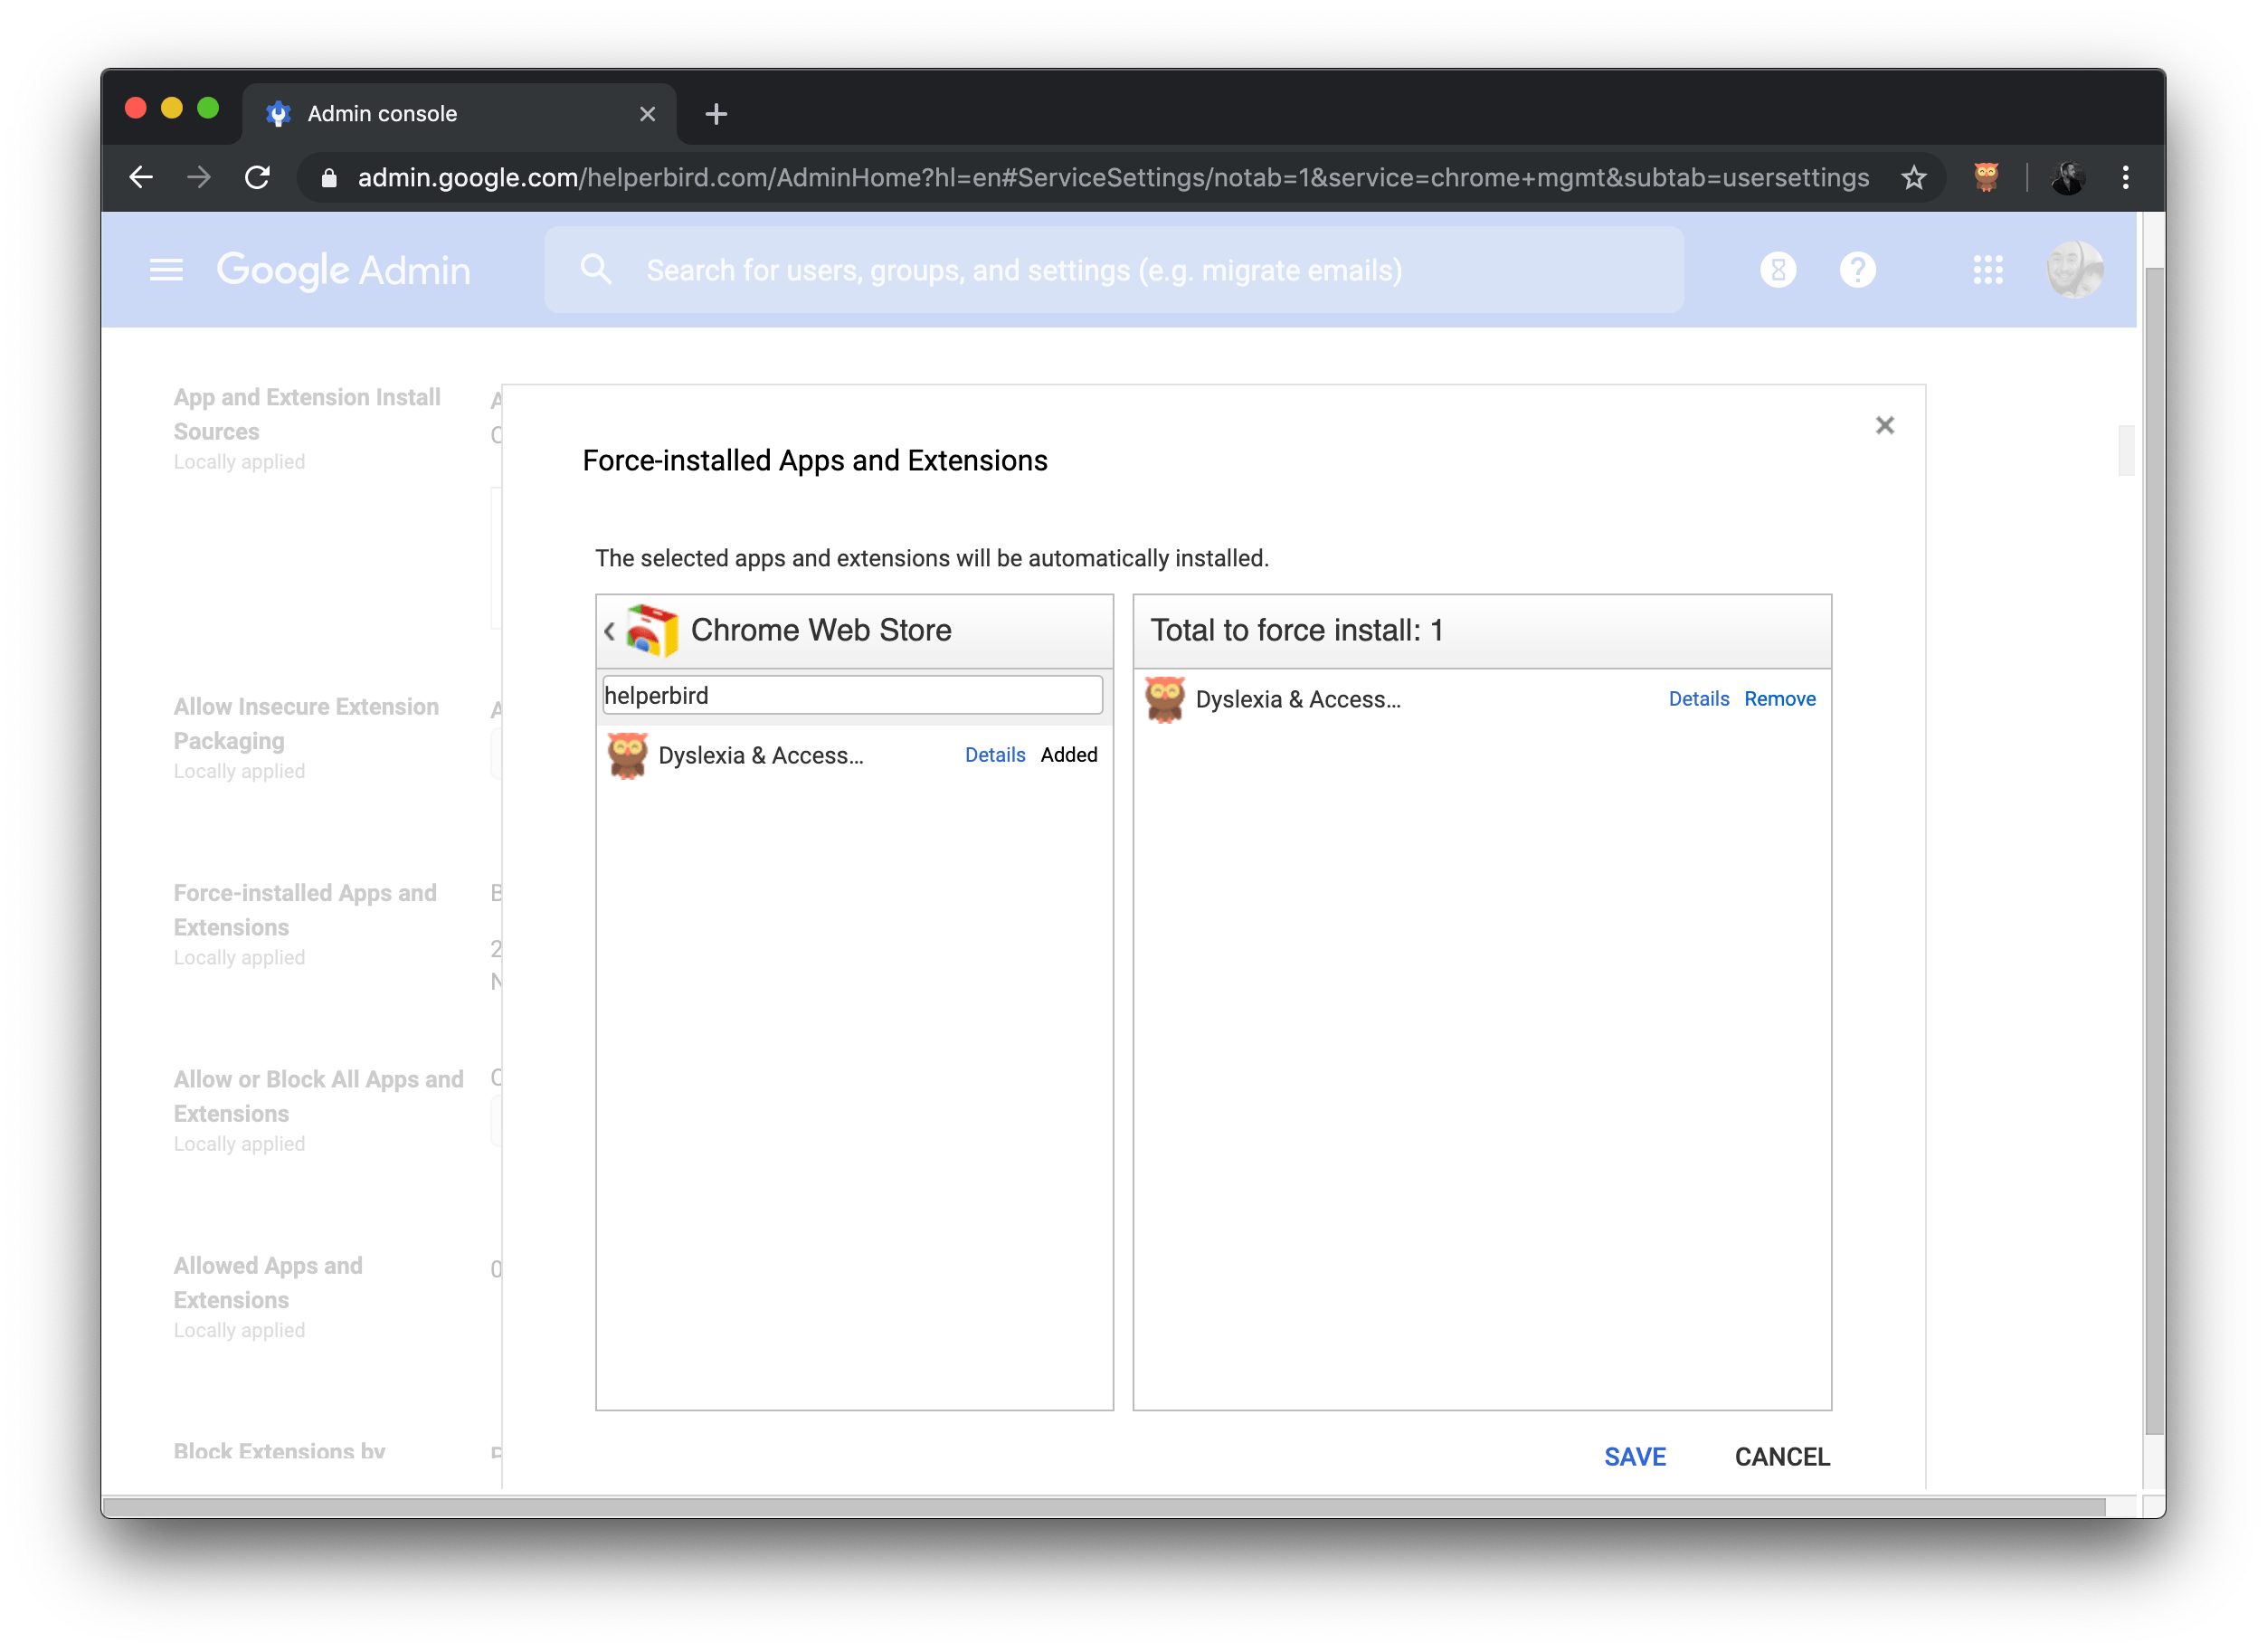 Admin console
admin.google.com/helperbird.com/AdminHome?hl=en#ServiceSettings/notab=1&service=chrome+mgmt&subtab=usersettings
Google Admin
Search for users, groups, and settings (e.g. migrate emails)
App and Extension Install
Sources
Locally applied
Allow Insecure Extension
Packaging
Locally applied
Force-installed Apps and
Extensions
Locally applied
Allow or Block All Apps and
Extensions
Locally applied
Allowed Apps and
Extensions
Locally applied
0
Block Extensions by
Force-installed Apps and Extensions
The selected apps and extensions will be automatically installed.
Chrome Web Store
helperbird
Dyslexia & Access... Details Added
Total to force install: 1
Dyslexia & Access... Details Remove
SAVE CANCEL